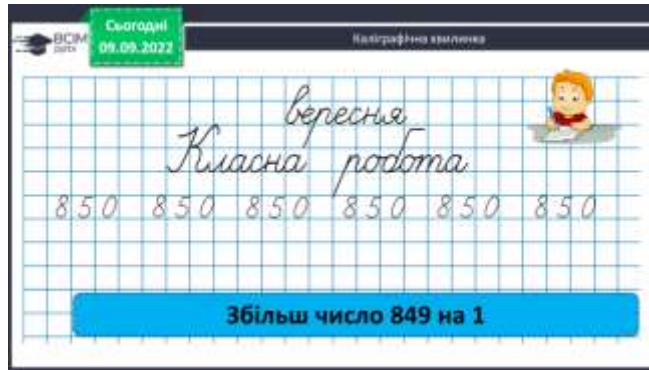 ВСІМ
Сьогодні
09.09.2022
Каліграфічна хвилинка
вересня
Класна робота
850 850 850 850 850 850
Збільш число 849 на 1